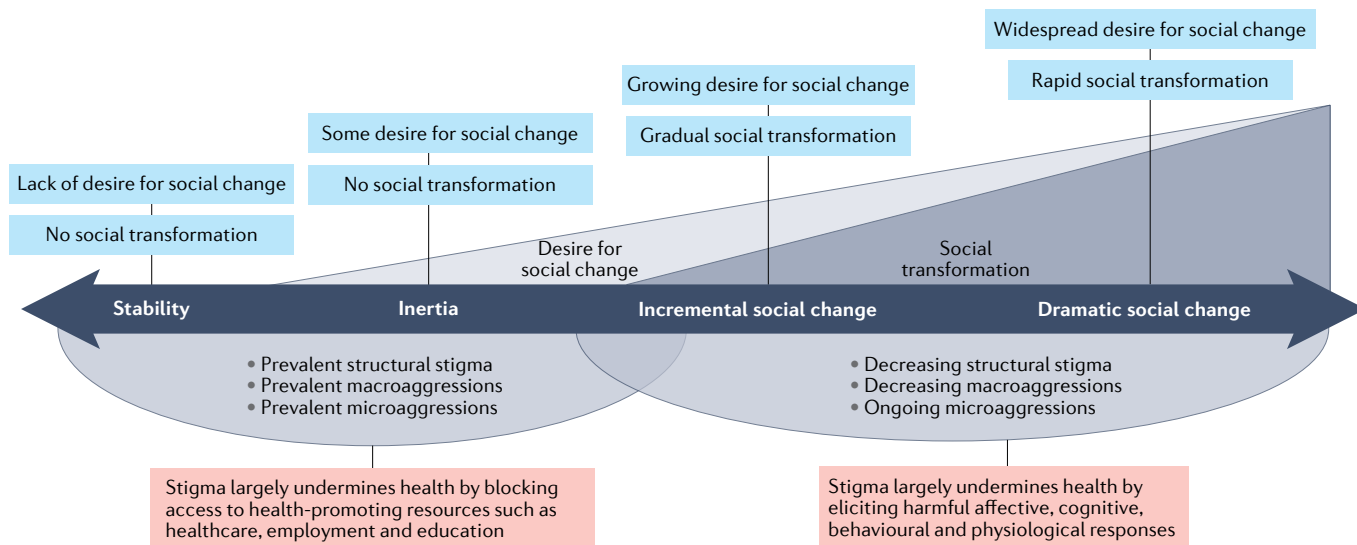 Widespread desire for social change
Rapid social transformation
Growing desire for social change
Gradual social transformation
Some desire for social change
No social transformation
Lack of desire for social change
No social transformation
Desire for
social change
Social
transformation
Stability
Inertia
Incremental social change
Dramatic social change
• Prevalent structural stigma
• Prevalent macroaggressions
• Prevalent microaggressions
• Decreasing structural stigma
• Decreasing macroaggressions
• Ongoing microaggressions
Stigma largely undermines health by blocking
access to health-promoting resources such as
healthcare, employment and education
Stigma largely undermines health by
eliciting harmful affective, cognitive,
behavioural and physiological responses